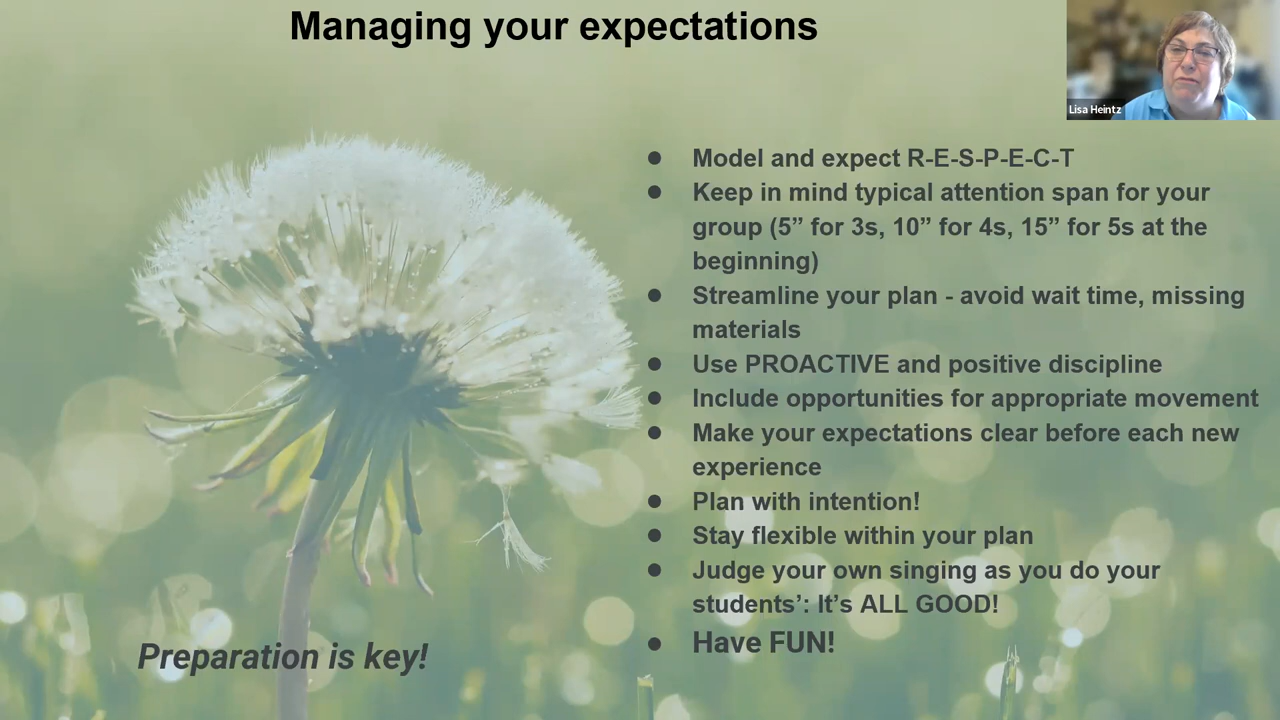 Managing your expectations
Lisa Heintz
● Model and expect R-E-S-P-E-C-T
● Keep in mind typical attention span for your
group (5” for 3s, 10” for 4s, 15” for 5s at the
beginning)
● Streamline your plan - avoid wait time, missing
materials
● Use PROACTIVE and positive discipline
● Include opportunities for appropriate movement
● Make your expectations clear before each new
experience
● Plan with intention!
● Stay flexible within your plan
● Judge your own singing as you do your
students’: It’s ALL GOOD!
● Have FUN!
Preparation is key!